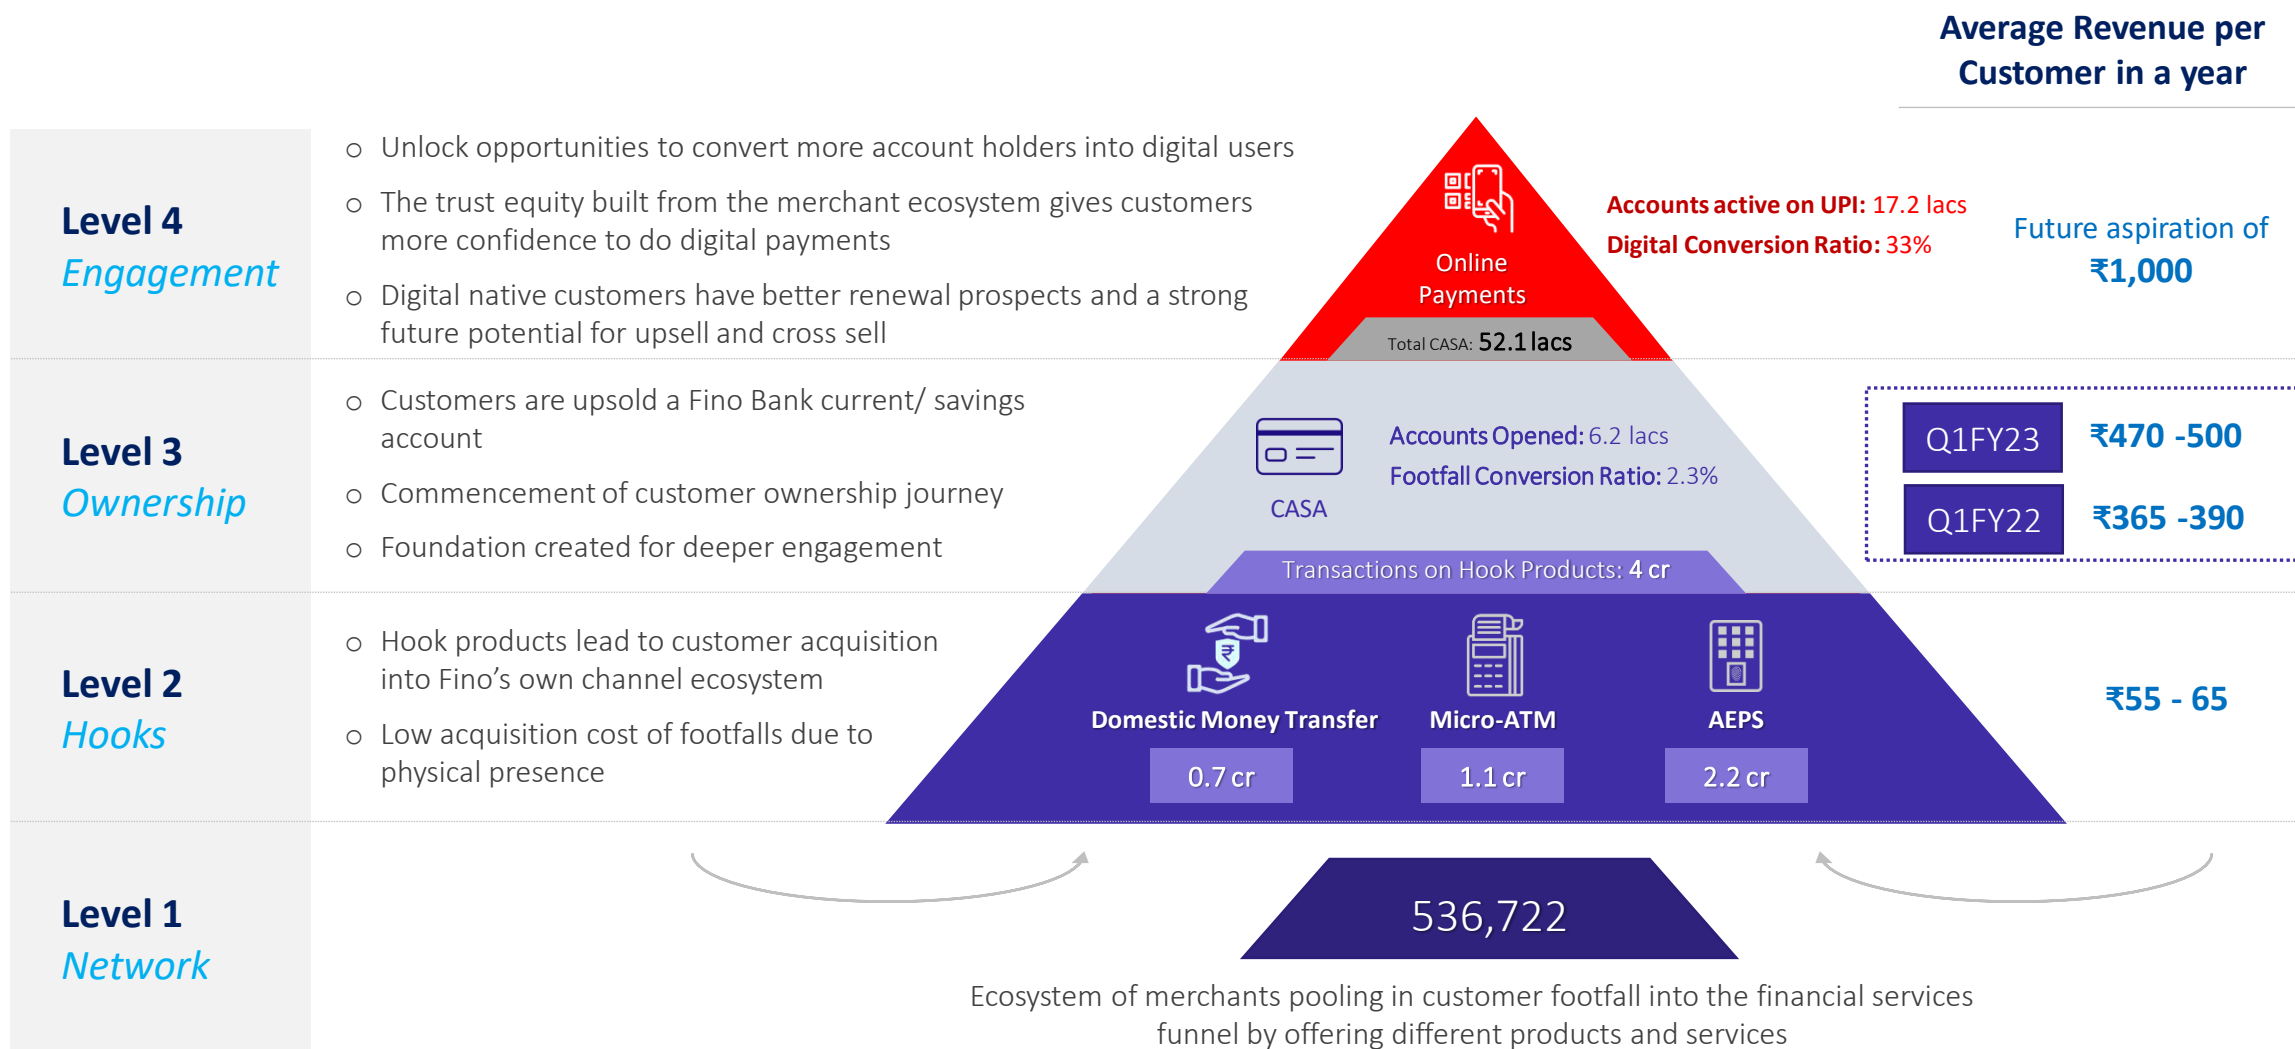 Average Revenue per
Customer in a year
Level 4
Engagement
○ Unlock opportunities to convert more account holders into digital users
○ The trust equity built from the merchant ecosystem gives customers
more confidence to do digital payments
○ Digital native customers have better renewal prospects and a strong
future potential for upsell and cross sell
Online
Payments
Total CASA: 52.1 lacs
Accounts active on UPI: 17.2 lacs
Digital Conversion Ratio: 33%
Future aspiration of
₹1,000
Level 3
Ownership
○ Customers are upsold a Fino Bank current/ savings
account
○ Commencement of customer ownership journey
○ Foundation created for deeper engagement
CASA
Accounts Opened: 6.2 lacs
Footfall Conversion Ratio: 2.3%
Transactions on Hook Products: 4 cr
Q1FY23 ₹470 -500
Q1FY22 ₹365 -390
Level 2
Hooks
○ Hook products lead to customer acquisition
into Fino’s own channel ecosystem
○ Low acquisition cost of footfalls due to
physical presence
₹
Domestic Money Transfer Micro-ATM AEPS
0.7 cr 1.1 cr 2.2 cr
₹55 - 65
Level 1
Network
536,722
Ecosystem of merchants pooling in customer footfall into the financial services
funnel by offering different products and services